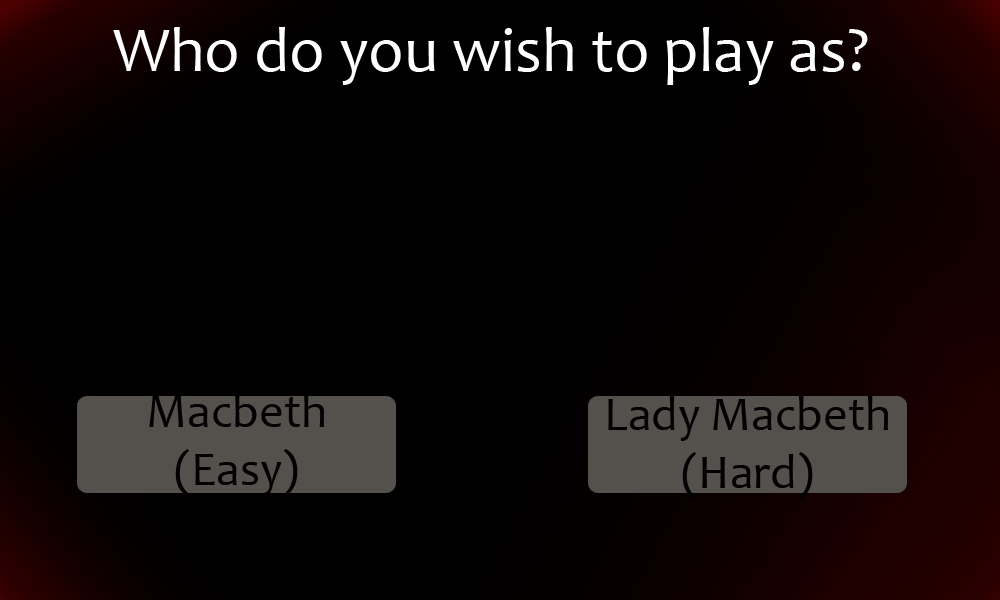 Who do you wish to play as?
Macbeth
(Easy)
Lady Macbeth
(Hard)